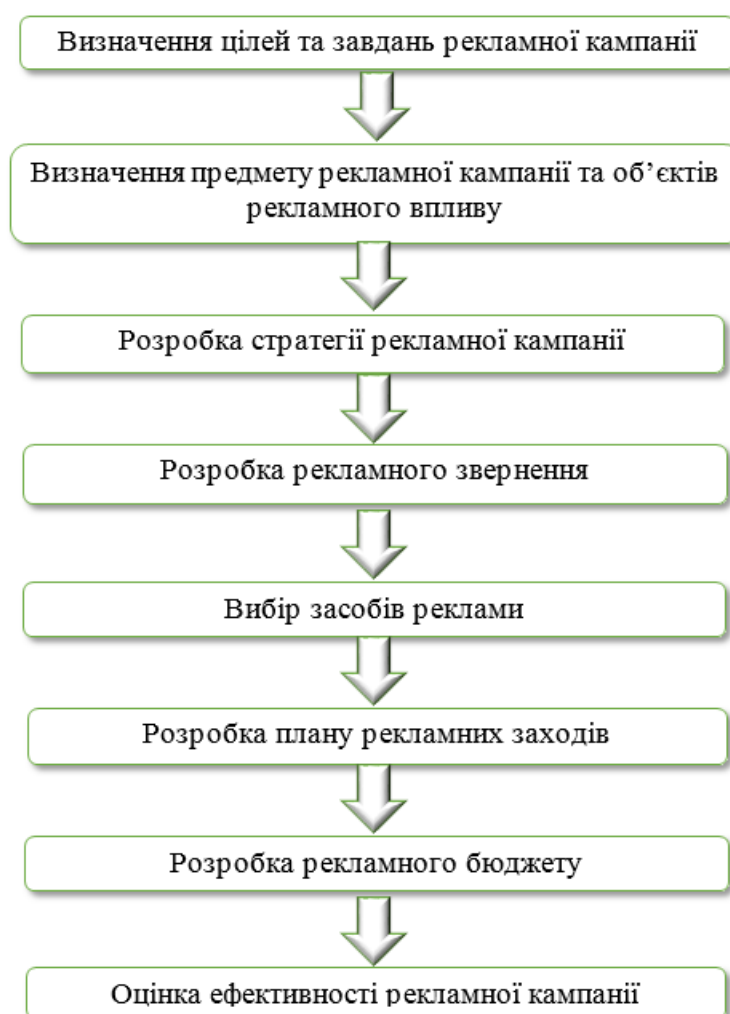 Визначення цілей та завдань рекламної кампанії
Визначення предмету рекламної кампанії та об’єктів
рекламного впливу
Розробка стратегії рекламної кампанії
Розробка рекламного звернення
Вибір засобів реклами
Розробка плану рекламних заходів
Розробка рекламного бюджету
Оцінка ефективності рекламної кампанії